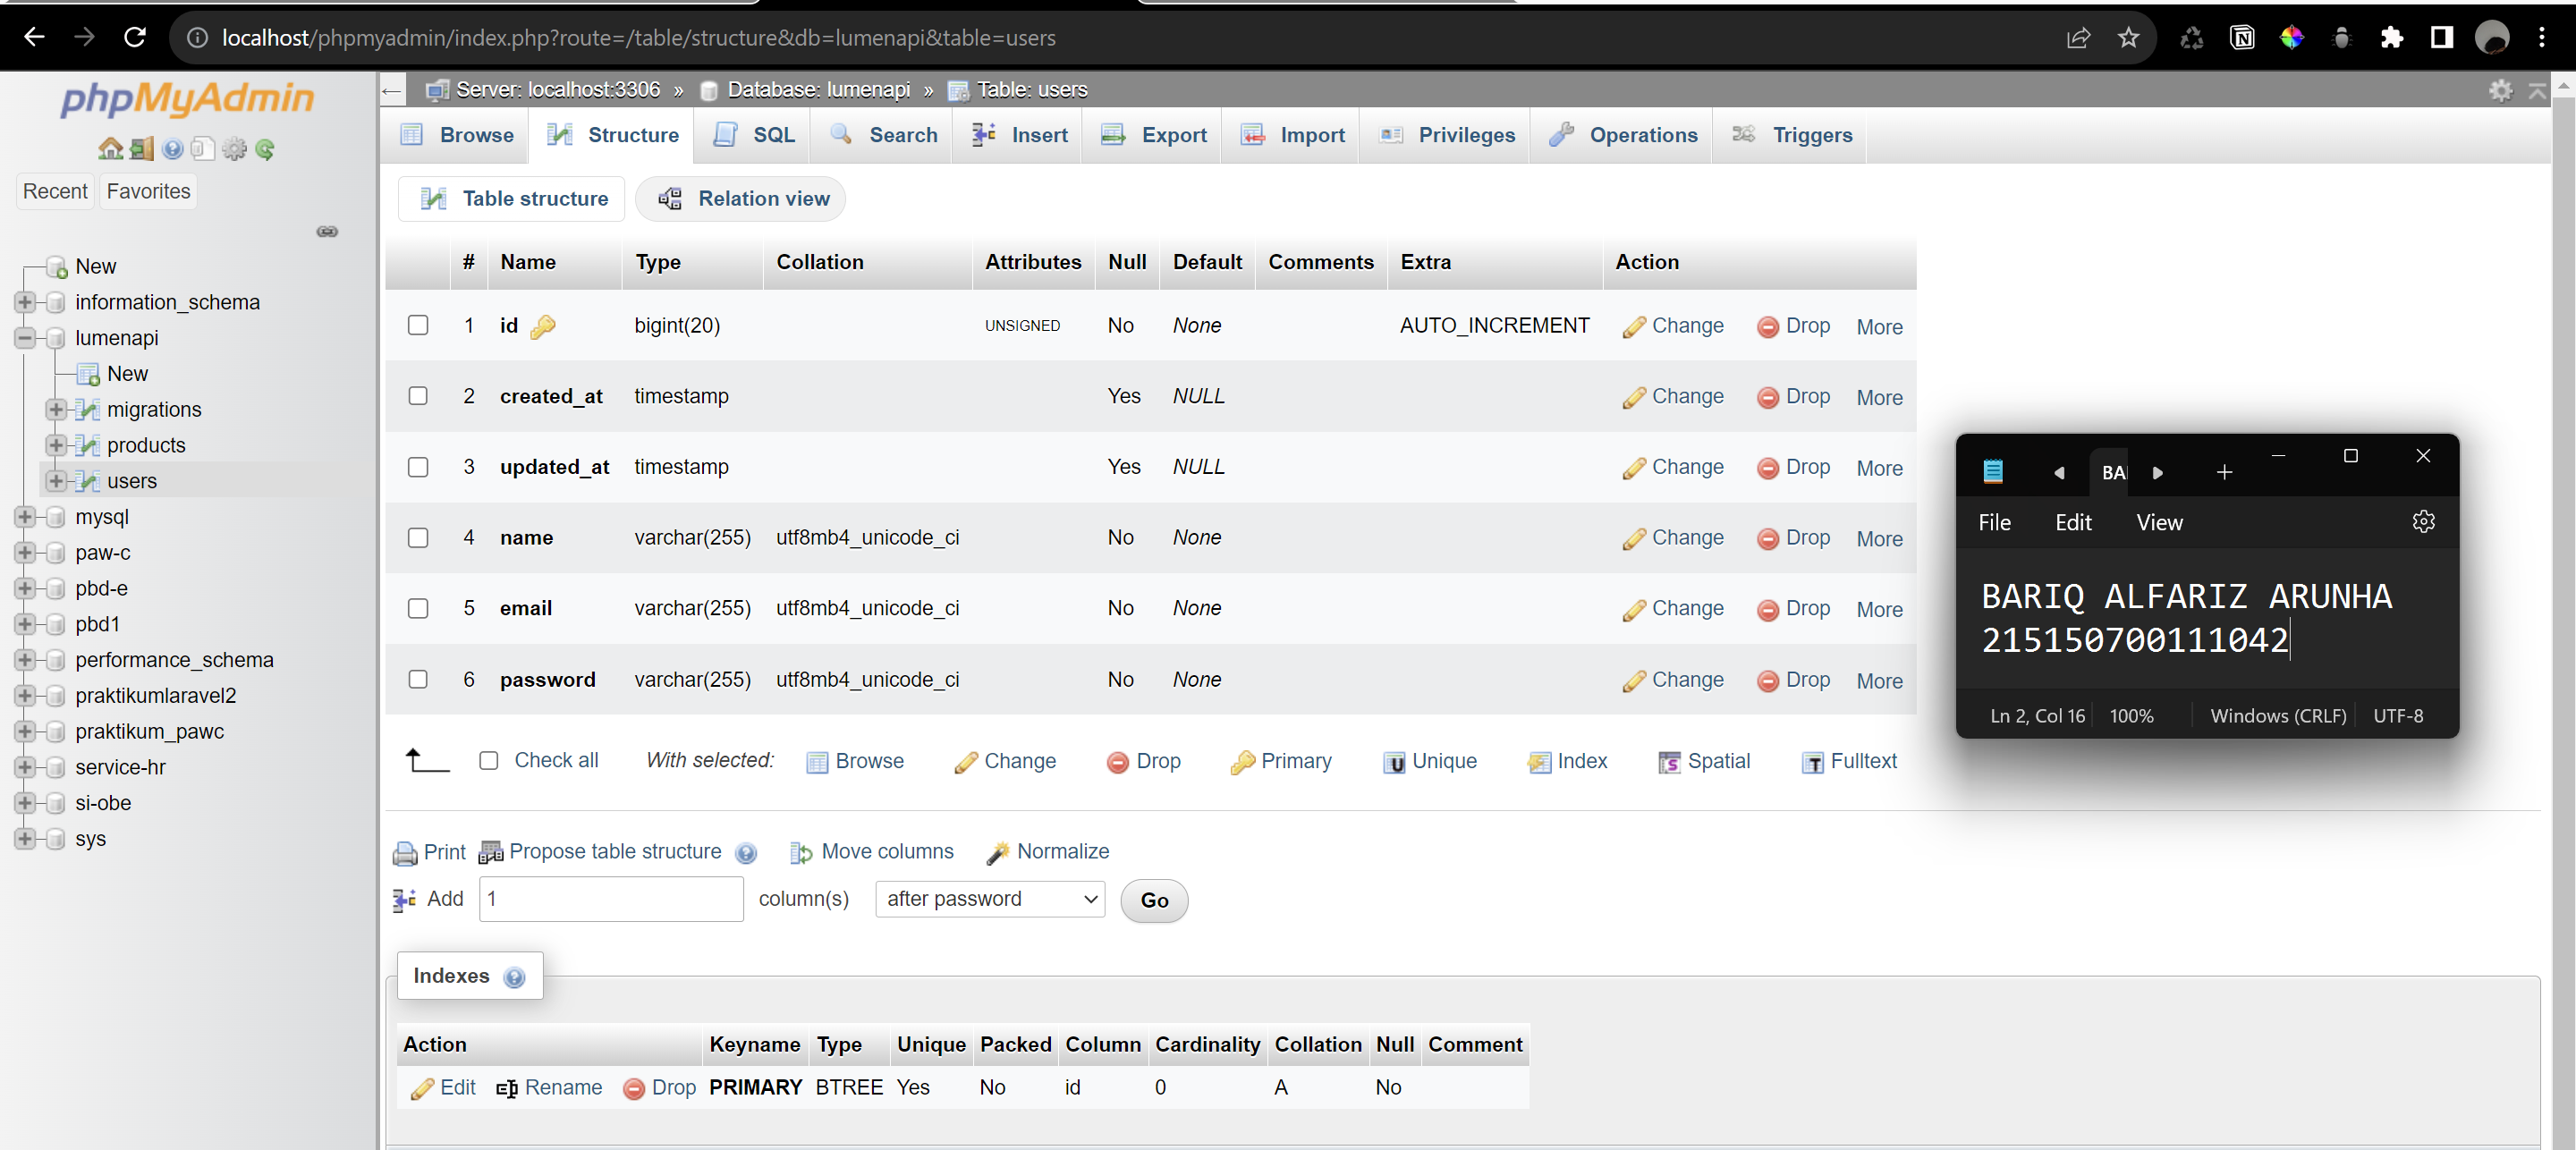 localhost/phpmyadmin/index.php?route=/table/structure&db=lumenapi&table=users
phpMyAdmin
Recent Favorites
New
information_schema
lumenapi
New
migrations
products
users
mysql
paw-c
pbd-e
pbd1
performance_schema
praktikumlaravel2
praktikum_pawc
service-hr
si-obe
sys
Server: localhost:3306 » Database: lumenapi » Table: users
Browse Structure SQL Search Insert Export Import Privileges Operations Triggers
Table structure Relation view
# Name Type Collation Attributes Null Default Comments Extra Action
1 id bigint(20) UNSIGNED No None AUTO_INCREMENT Change Drop More
2 created_at timestamp Yes NULL Change Drop More
3 updated_at timestamp Yes NULL Change Drop More
4 name varchar(255) utf8mb4_unicode_ci No None Change Drop More
5 email varchar(255) utf8mb4_unicode_ci No None Change Drop More
6 password varchar(255) utf8mb4_unicode_ci No None Change Drop More
Check all With selected: Browse Change Drop Primary Unique Index Spatial Fulltext
Print Propose table structure Move columns Normalize
Add 1 column(s) after password Go
Indexes
Action Keyname Type Unique Packed Column Cardinality Collation Null Comment
Edit Rename Drop PRIMARY BTREE Yes No id 0 A No
BA
File Edit View
BARIQ ALFARIZ ARUNHA
215150700111042
Ln 2, Col 16 100% Windows (CRLF) UTF-8